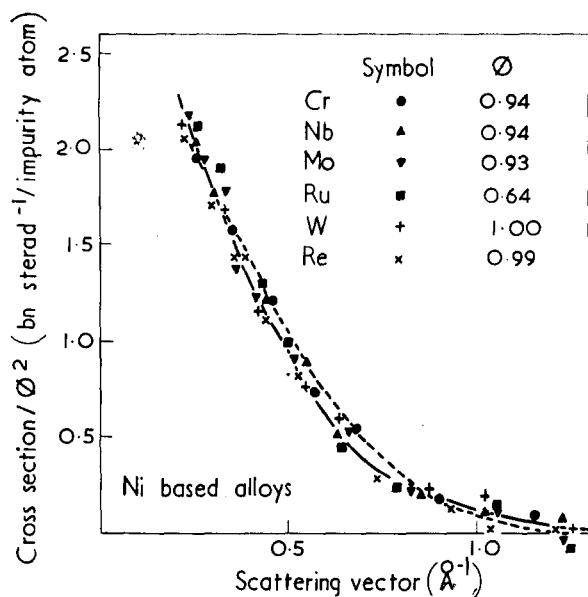 2·5
Symbol Ø
Cr ● 0·94
Nb ▲ 0·94
Mo ▼ 0·93
Ru ■ 0·64
W + 1·00
Re × 0·99
2·0
1·5
1·0
0·5
Cross section / Ø² (bn sterad⁻¹/impurity atom)
Ni based alloys
0·5 1·0
Scattering vector (Å⁻¹)